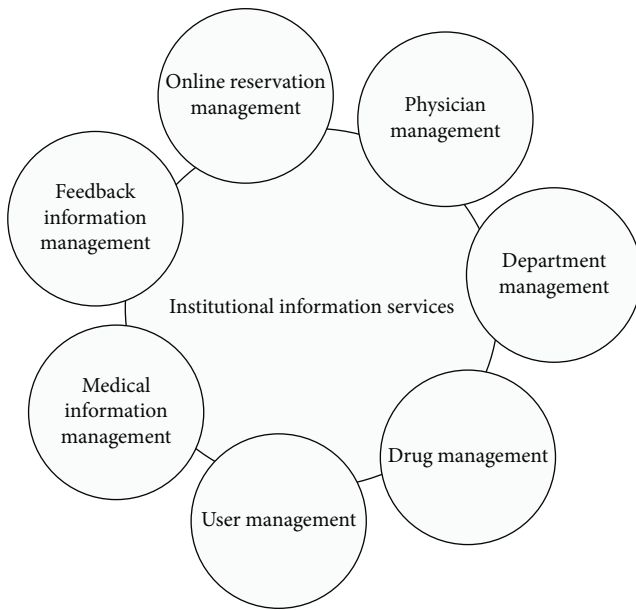 Online reservation
management
Physician
management
Feedback
information
management
Department
management
Institutional information services
Medical
information
management
Drug management
User management